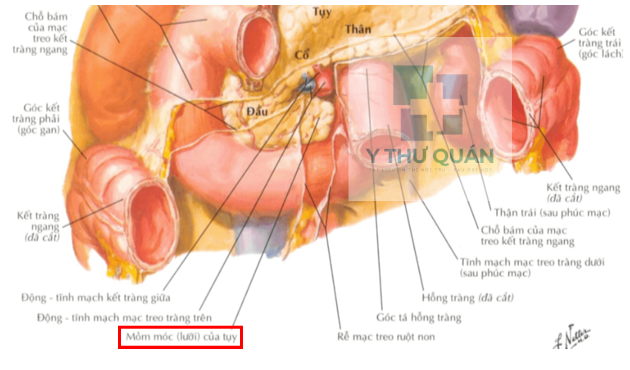 Tụy
Thân
Cổ
Đầu
Chỗ bám
của mạc
treo kết
tràng ngang
Góc kết
tràng phải
(góc gan)
Kết tràng
ngang
(đã cắt)
Góc kết
tràng trái
(góc lách)
Y THƯ QUÁN
Kết tràng ngang
(đã cắt)
Thận trái (sau phúc mạc)
Chỗ bám của mạc
treo kết tràng ngang
Tĩnh mạch mạc treo tràng dưới
(sau phúc mạc)
Động - tĩnh mạch kết tràng giữa
Hỗng tràng (đã cắt)
Động - tĩnh mạch mạc treo tràng trên
Góc tá hỗng tràng
Mỏm móc (lưỡi) của tụy
Rễ mạc treo ruột non